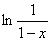 ln 1/(1 − x)